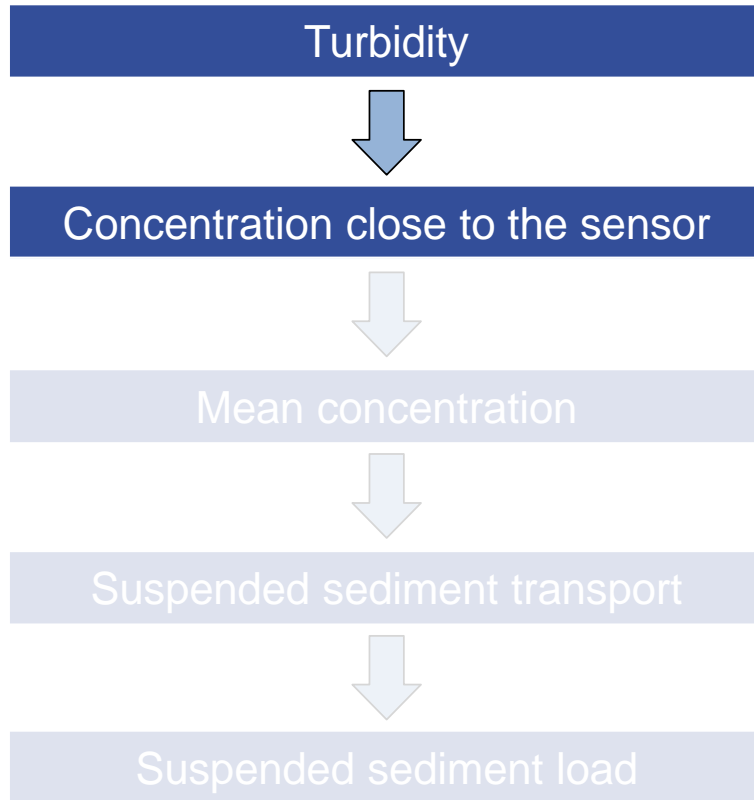 Turbidity
Concentration close to the sensor
Mean concentration
Suspended sediment transport
Suspended sediment load